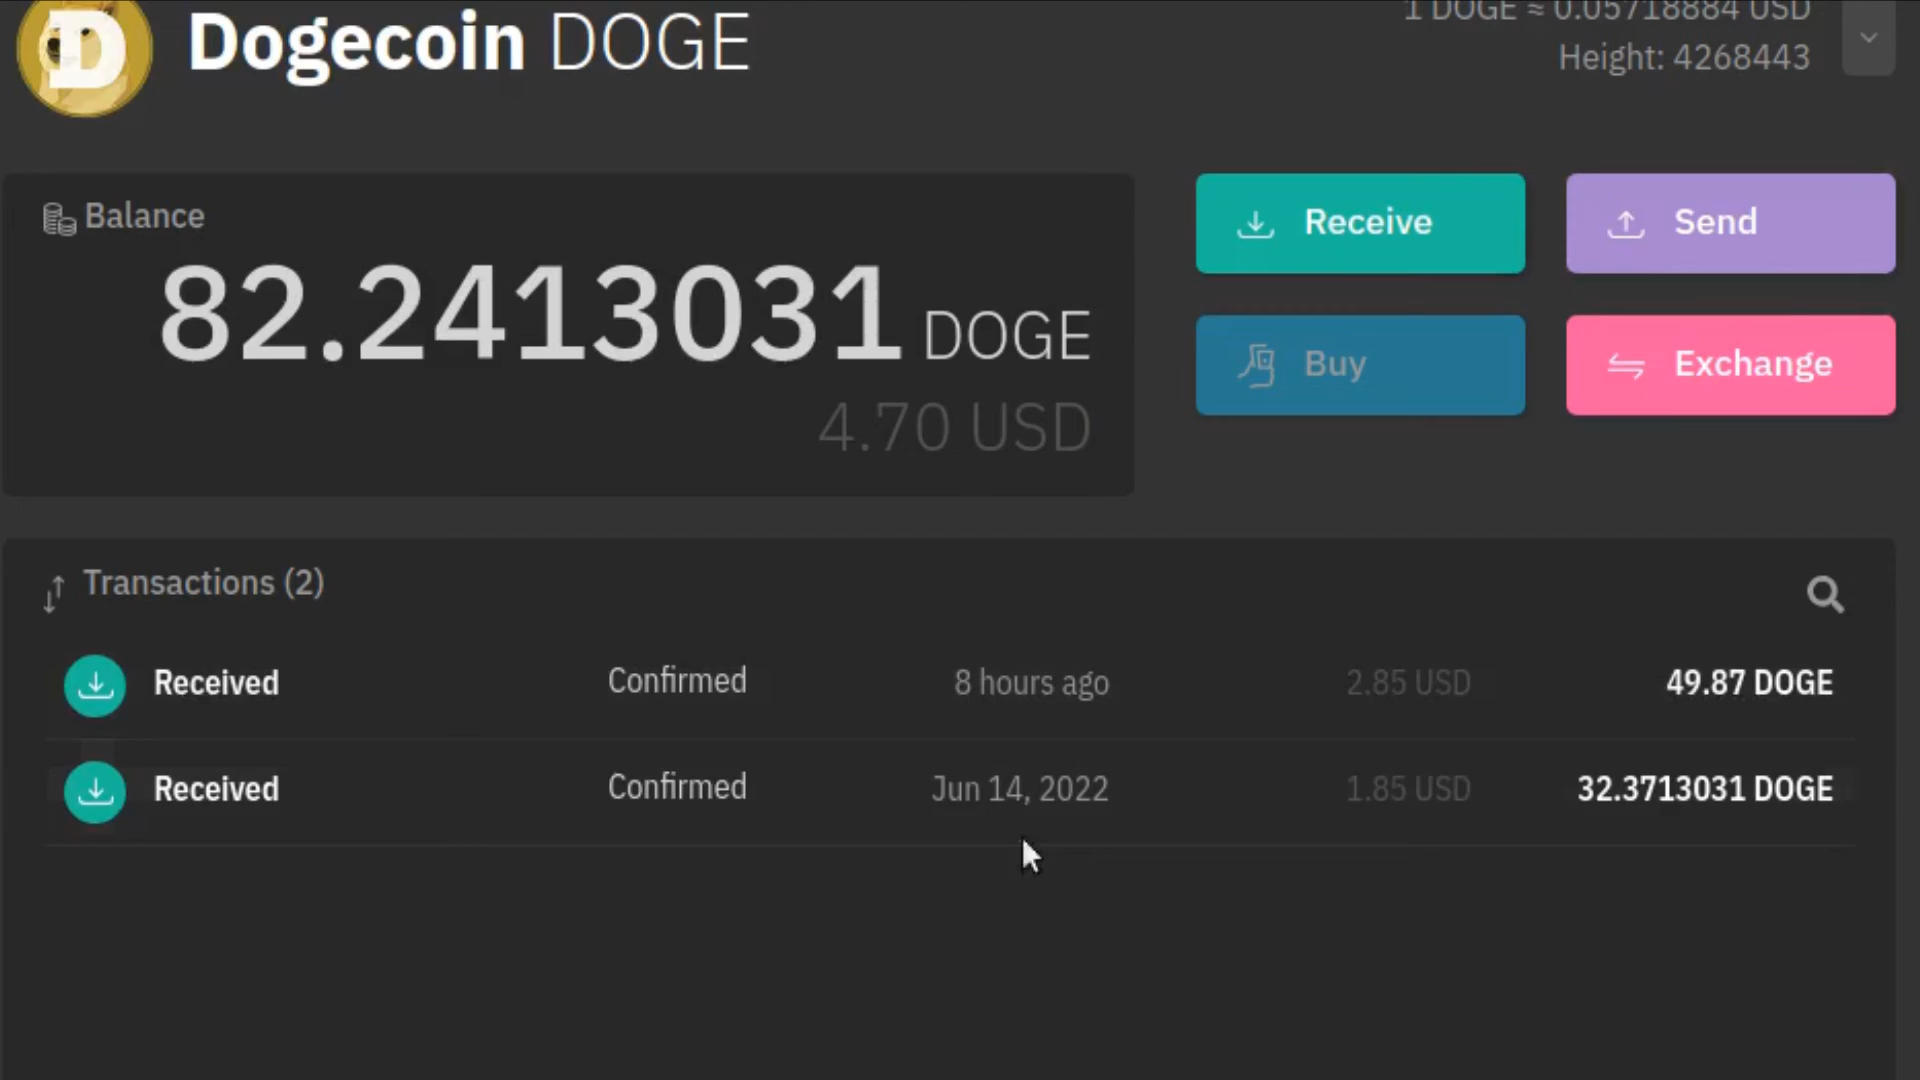 Dogecoin DOGE
1 DOGE ≈ 0.05718884 USD
Height: 4268443
Balance
82.2413031 DOGE
4.70 USD
Receive
Send
Buy
Exchange
Transactions (2)
Received Confirmed 8 hours ago 2.85 USD 49.87 DOGE
Received Confirmed Jun 14, 2022 1.85 USD 32.3713031 DOGE